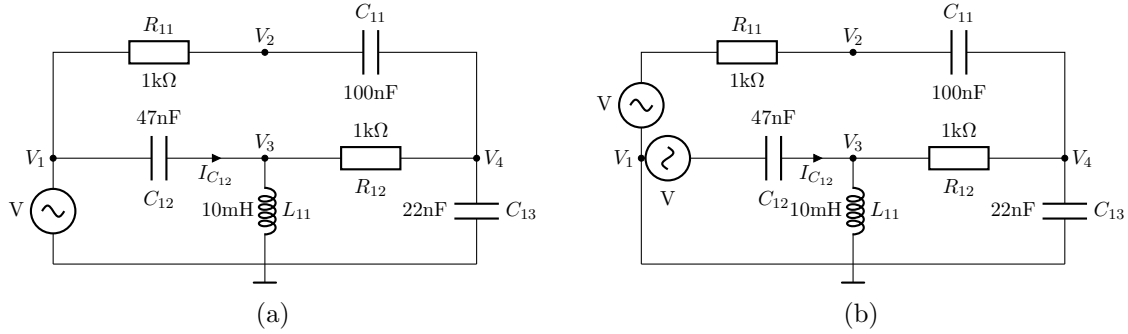 R11 C11
V2
1kΩ 100nF
47nF 1kΩ
V1 V3 V4
IC12
C12 R12
V 10mH L11 22nF C13
(a)
R11 C11
V2
1kΩ 100nF
V
47nF 1kΩ
V1 V3 V4
IC12
V C12 R12
10mH L11 22nF C13
(b)